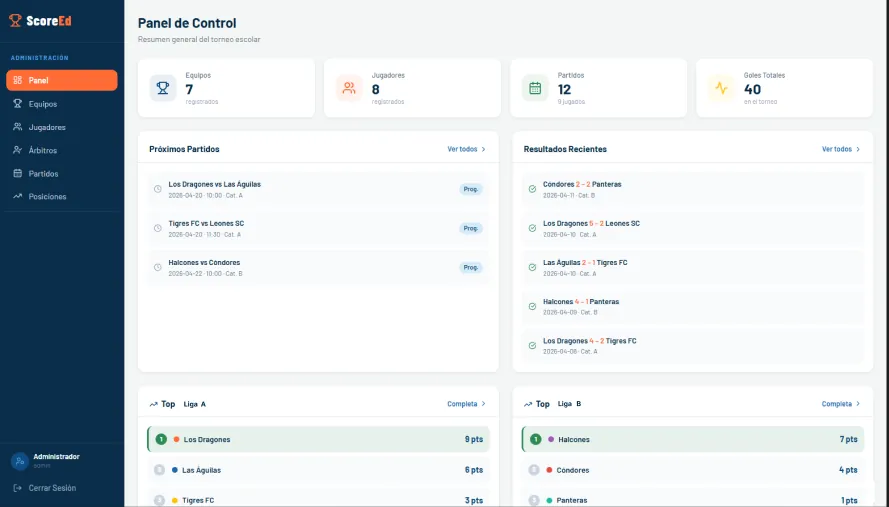 ScoreEd
ADMINISTRACIÓN
Panel
Equipos
Jugadores
Árbitros
Partidos
Posiciones
Administrador
admin
Cerrar Sesión
Panel de Control
Resumen general del torneo escolar
Equipos
7
registrados
Jugadores
8
registrados
Partidos
12
9 jugados
Goles Totales
40
en el torneo
Próximos Partidos
Ver todos
Los Dragones vs Las Águilas
2026-04-20 · 10:00 · Cat. A
Prog.
Tigres FC vs Leones SC
2026-04-20 · 11:30 · Cat. A
Prog.
Halcones vs Cóndores
2026-04-22 · 10:00 · Cat. B
Prog.
Resultados Recientes
Ver todos
Cóndores 2 - 2 Panteras
2026-04-11 · Cat. B
Los Dragones 5 - 2 Leones SC
2026-04-10 · Cat. A
Las Águilas 2 - 1 Tigres FC
2026-04-10 · Cat. A
Halcones 4 - 1 Panteras
2026-04-09 · Cat. B
Los Dragones 4 - 2 Tigres FC
2026-04-06 · Cat. A
Top Liga A
Completa
1 Los Dragones 9 pts
2 Las Águilas 6 pts
3 Tigres FC 3 pts
Top Liga B
Completa
1 Halcones 7 pts
2 Cóndores 4 pts
3 Panteras 1 pts